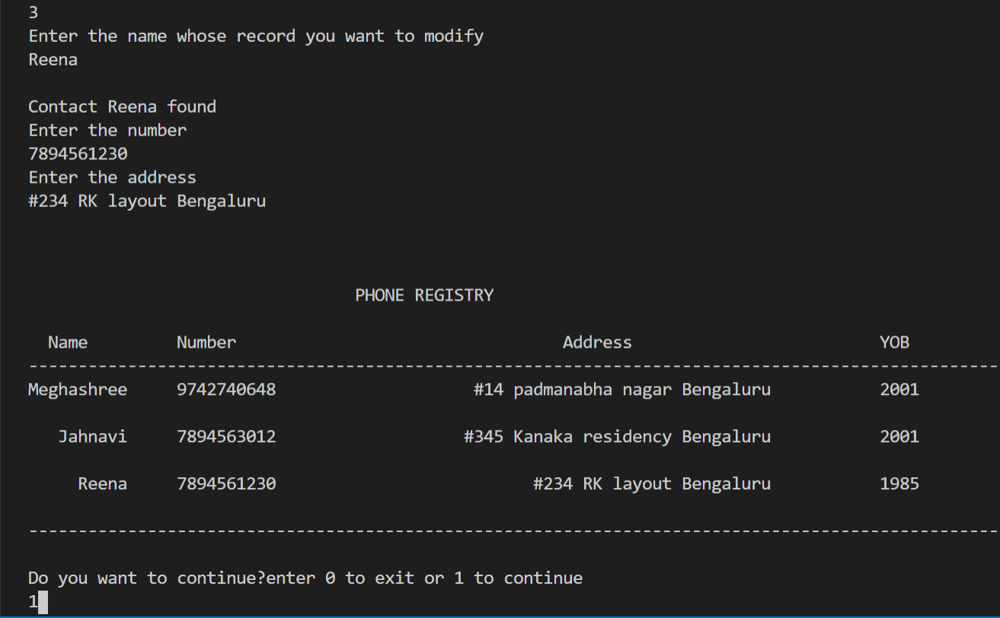 3
Enter the name whose record you want to modify
Reena
Contact Reena found
Enter the number
7894561230
Enter the address
#234 RK layout Bengaluru
PHONE REGISTRY
Name Number Address YOB
--------------------------------------------------------------------------------------------------
Meghashree 9742740648 #14 padmanabha nagar Bengaluru 2001
Jahnavi 7894563012 #345 Kanaka residency Bengaluru 2001
Reena 7894561230 #234 RK layout Bengaluru 1985
--------------------------------------------------------------------------------------------------
Do you want to continue?enter 0 to exit or 1 to continue
1